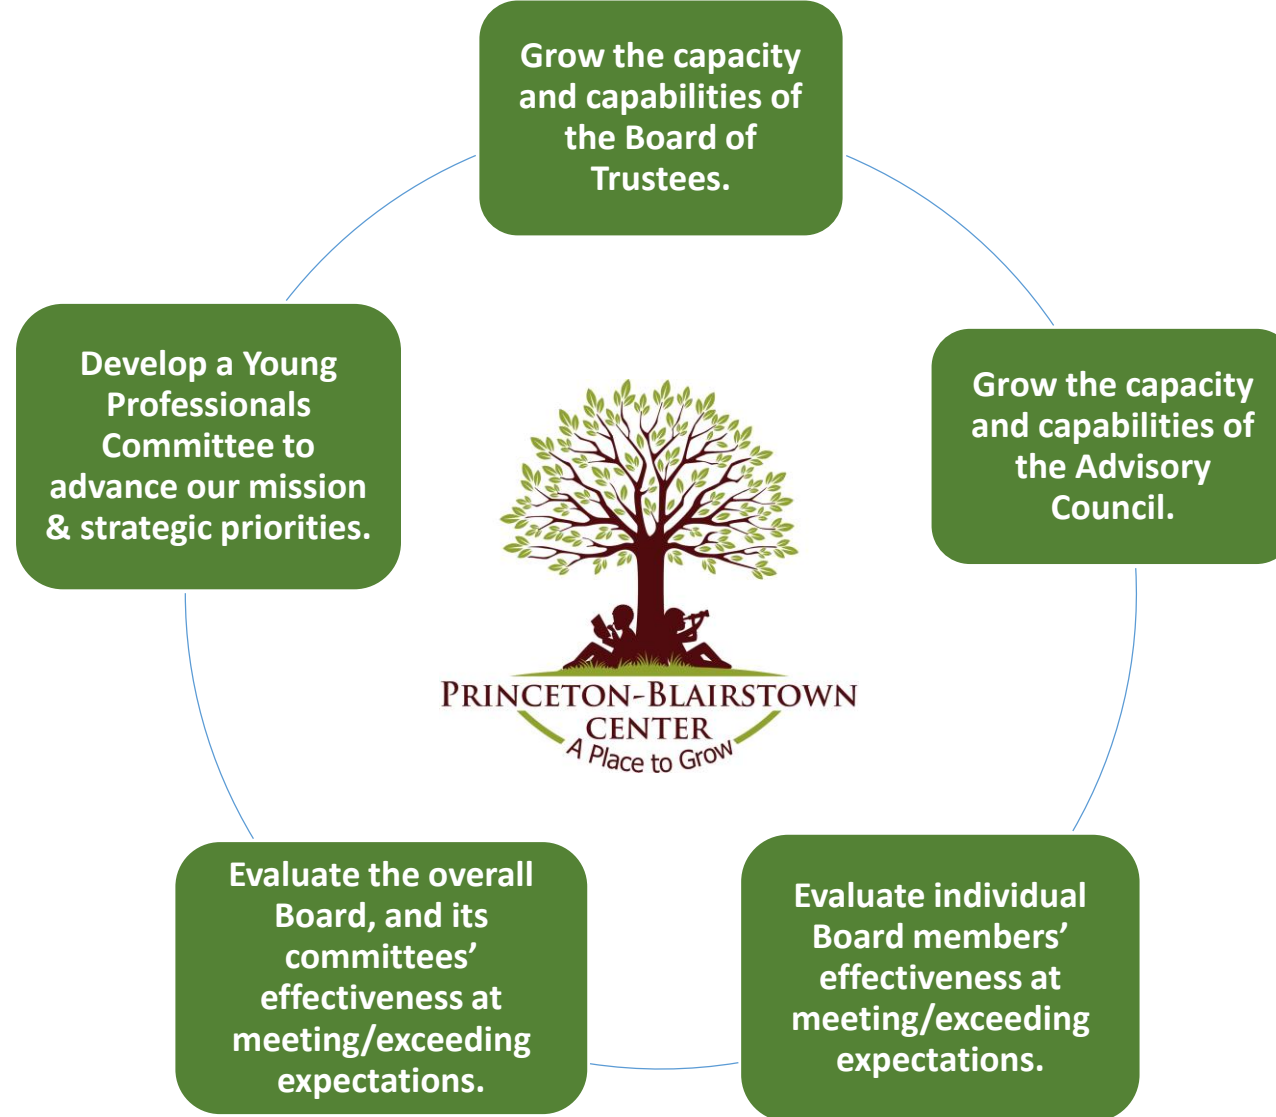 Grow the capacity
and capabilities of
the Board of
Trustees.
Grow the capacity
and capabilities of
the Advisory
Council.
Evaluate individual
Board members’
effectiveness at
meeting/exceeding
expectations.
Evaluate the overall
Board, and its
committees’
effectiveness at
meeting/exceeding
expectations.
Develop a Young
Professionals
Committee to
advance our mission
& strategic priorities.
PRINCETON-BLAIRSTOWN
CENTER
A Place to Grow